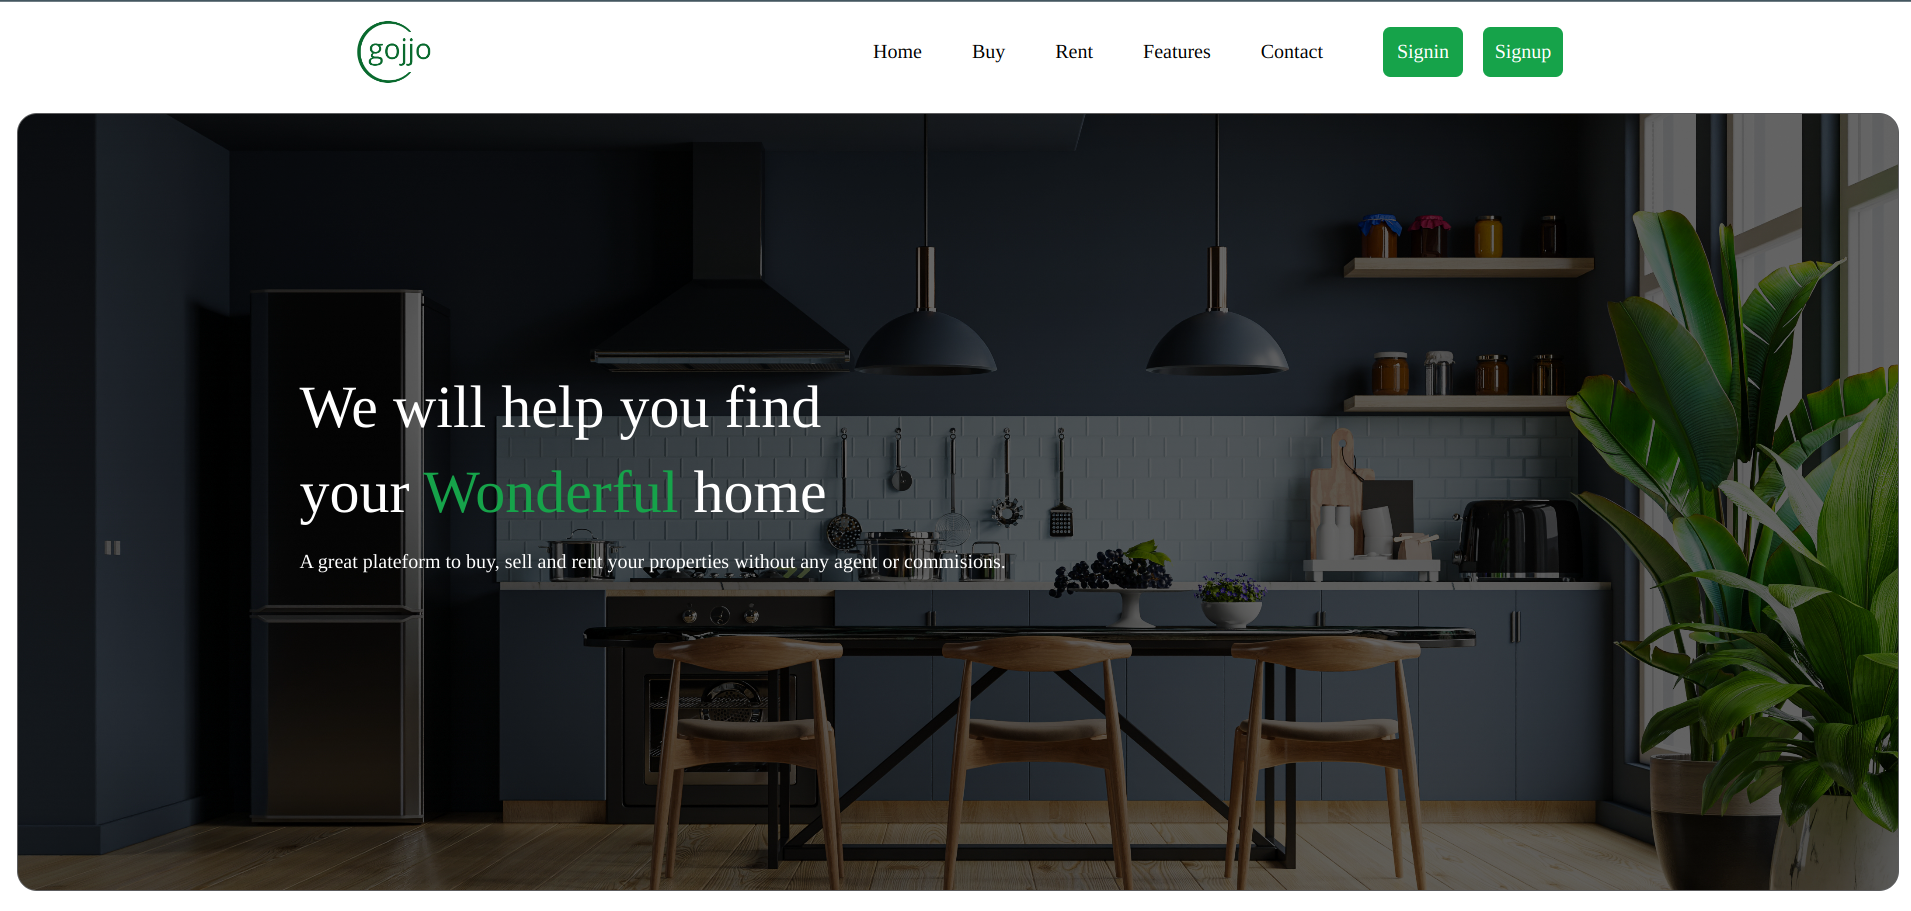 gojjo
Home Buy Rent Features Contact Signin Signup
We will help you find
your Wonderful home
A great plateform to buy, sell and rent your properties without any agent or commisions.